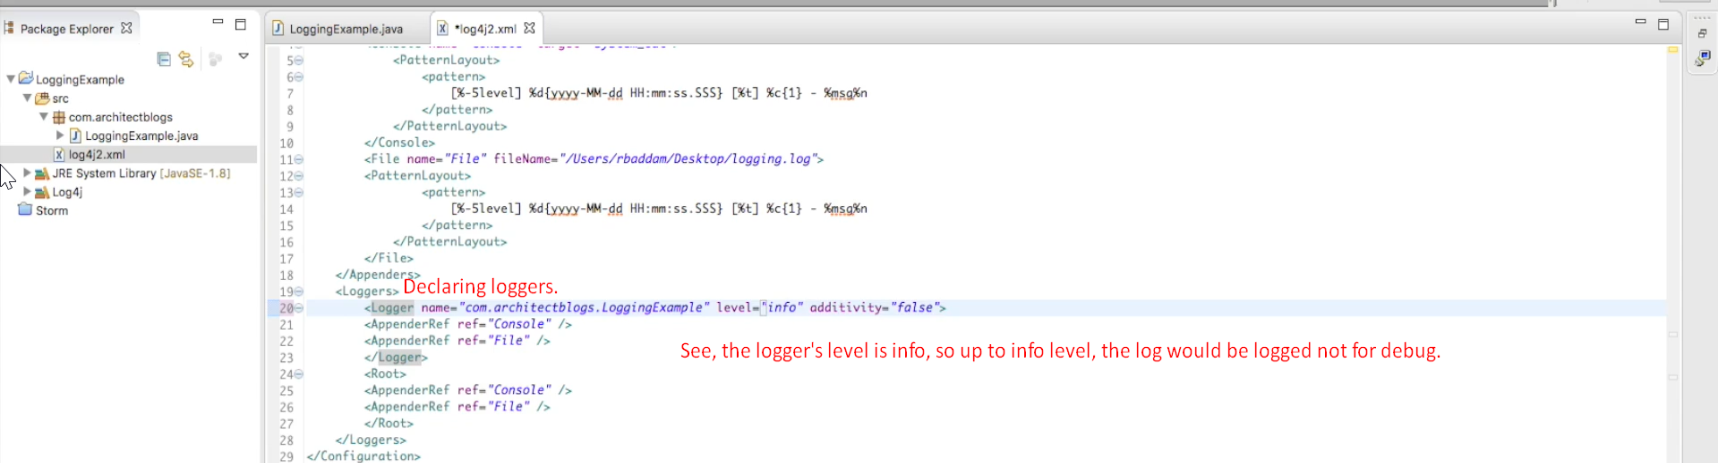 Package Explorer
LoggingExample
src
com.architectblogs
LoggingExample.java
log4j2.xml
JRE System Library [JavaSE-1.8]
Log4j
Storm
LoggingExample.java
*log4j2.xml
5 <PatternLayout>
6 <pattern>
7 [%-5level] %d{yyyy-MM-dd HH:mm:ss.SSS} [%t] %c{1} - %msg%n
8 </pattern>
9 </PatternLayout>
10 </Console>
11 <File name="File" fileName="/Users/rbaddam/Desktop/logging.log">
12 <PatternLayout>
13 <pattern>
14 [%-5level] %d{yyyy-MM-dd HH:mm:ss.SSS} [%t] %c{1} - %msg%n
15 </pattern>
16 </PatternLayout>
17 </File>
18 </Appenders>
19 <Loggers> Declaring loggers.
20 <Logger name="com.architectblogs.LoggingExample" level="info" additivity="false">
21 <AppenderRef ref="Console" />
22 <AppenderRef ref="File" />
See, the logger's level is info, so up to info level, the log would be logged not for debug.
23 </Logger>
24 <Root>
25 <AppenderRef ref="Console" />
26 <AppenderRef ref="File" />
27 </Root>
28 </Loggers>
29 </Configuration>